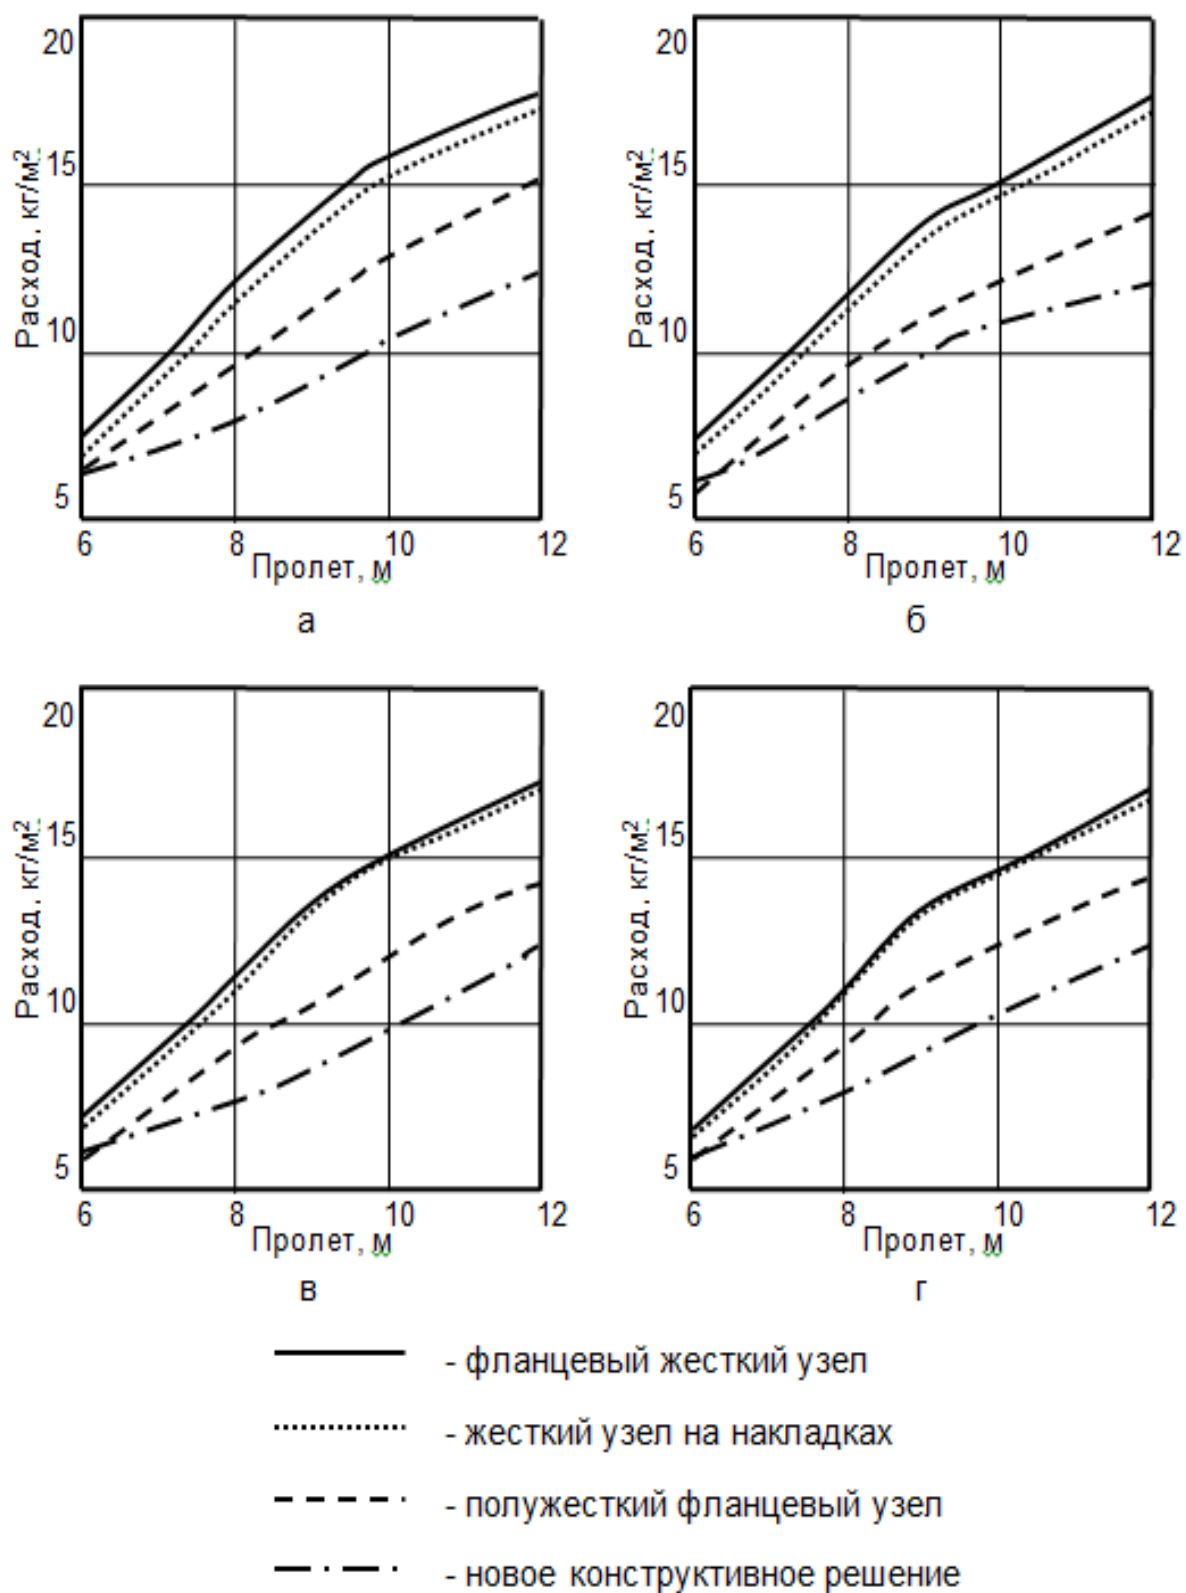 20
15
10
5
Расход, кг/м²
6 8 10 12
Пролет, м
а
20
15
10
5
Расход, кг/м²
6 8 10 12
Пролет, м
б
20
15
10
5
Расход, кг/м²
6 8 10 12
Пролет, м
в
20
15
10
5
Расход, кг/м²
6 8 10 12
Пролет, м
г
- фланцевый жесткий узел
- жесткий узел на накладках
- полужесткий фланцевый узел
- новое конструктивное решение